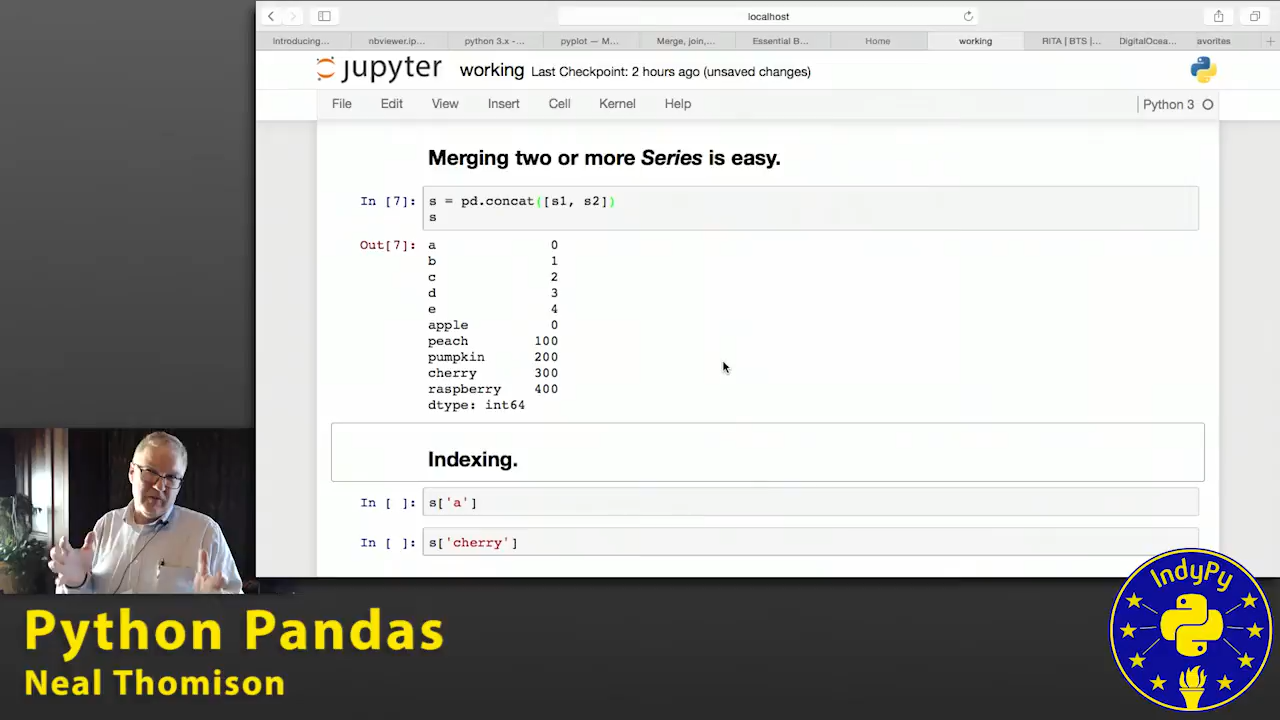 localhost
Introducing...
nbviewer.ip...
python 3.x -...
pyplot — M...
Merge, join,...
Essential B...
Home
working
RITA | BTS |...
DigitalOcea...
avorites
jupyter working Last Checkpoint: 2 hours ago (unsaved changes)
File Edit View Insert Cell Kernel Help
Python 3
Merging two or more Series is easy.
In [7]: s = pd.concat([s1, s2])
s
Out[7]: a 0
b 1
c 2
d 3
e 4
apple 0
peach 100
pumpkin 200
cherry 300
raspberry 400
dtype: int64
Indexing.
In [ ]: s['a']
In [ ]: s['cherry']
Python Pandas
Neal Thomison
IndyPy